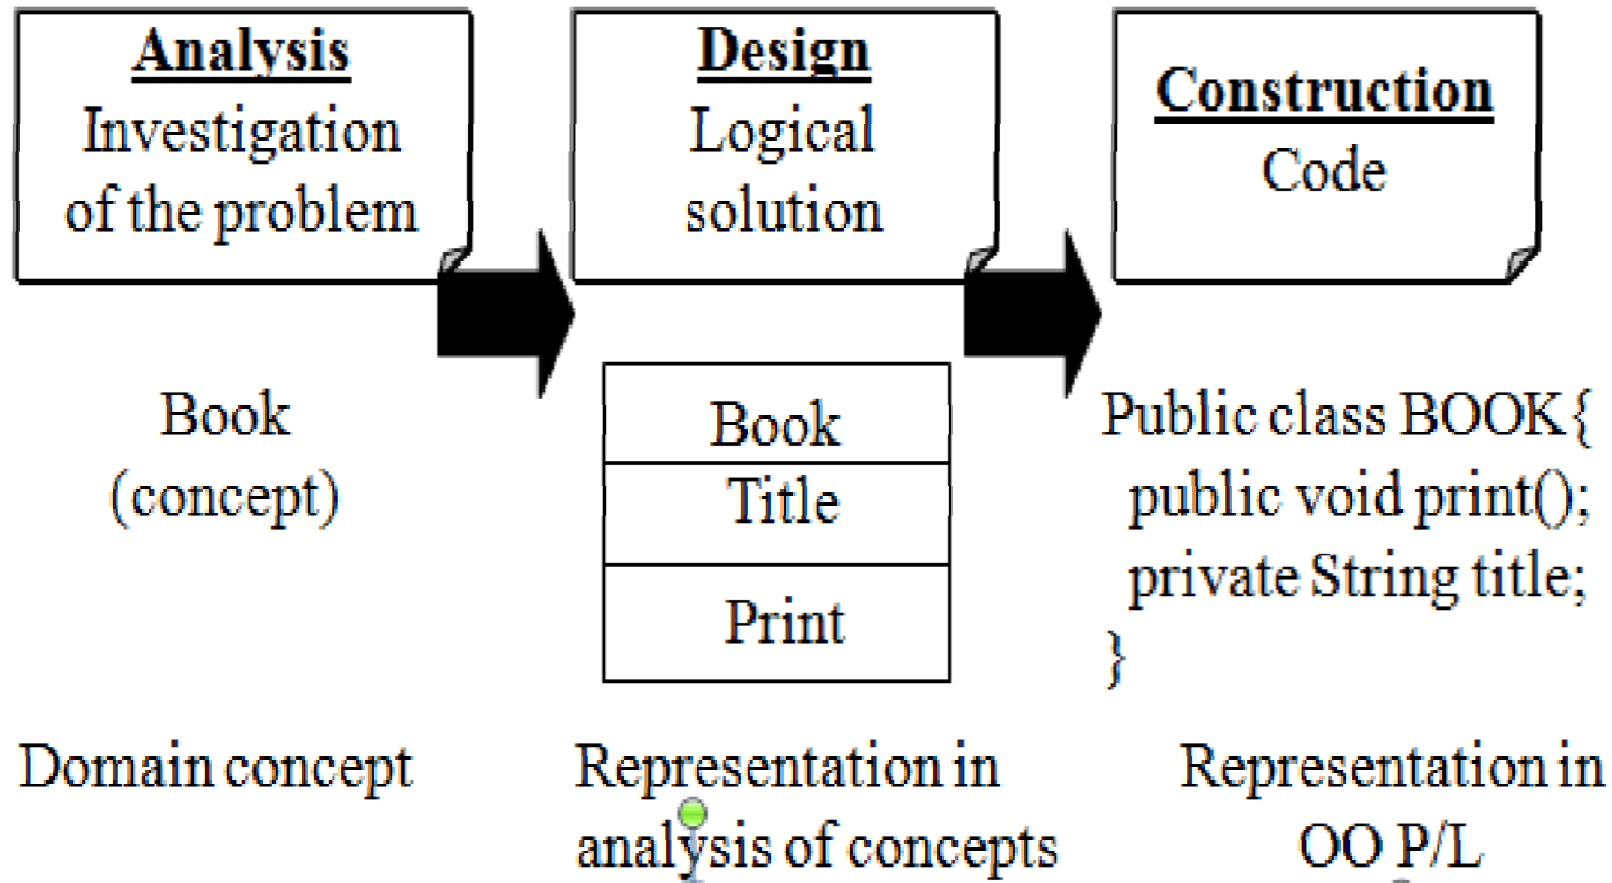 Analysis
Investigation
of the problem
Design
Logical
solution
Construction
Code
Book
(concept)
Book
Title
Print
Public class BOOK{
public void print();
private String title;
}
Domain concept
Representation in
analysis of concepts
Representation in
OO P/L